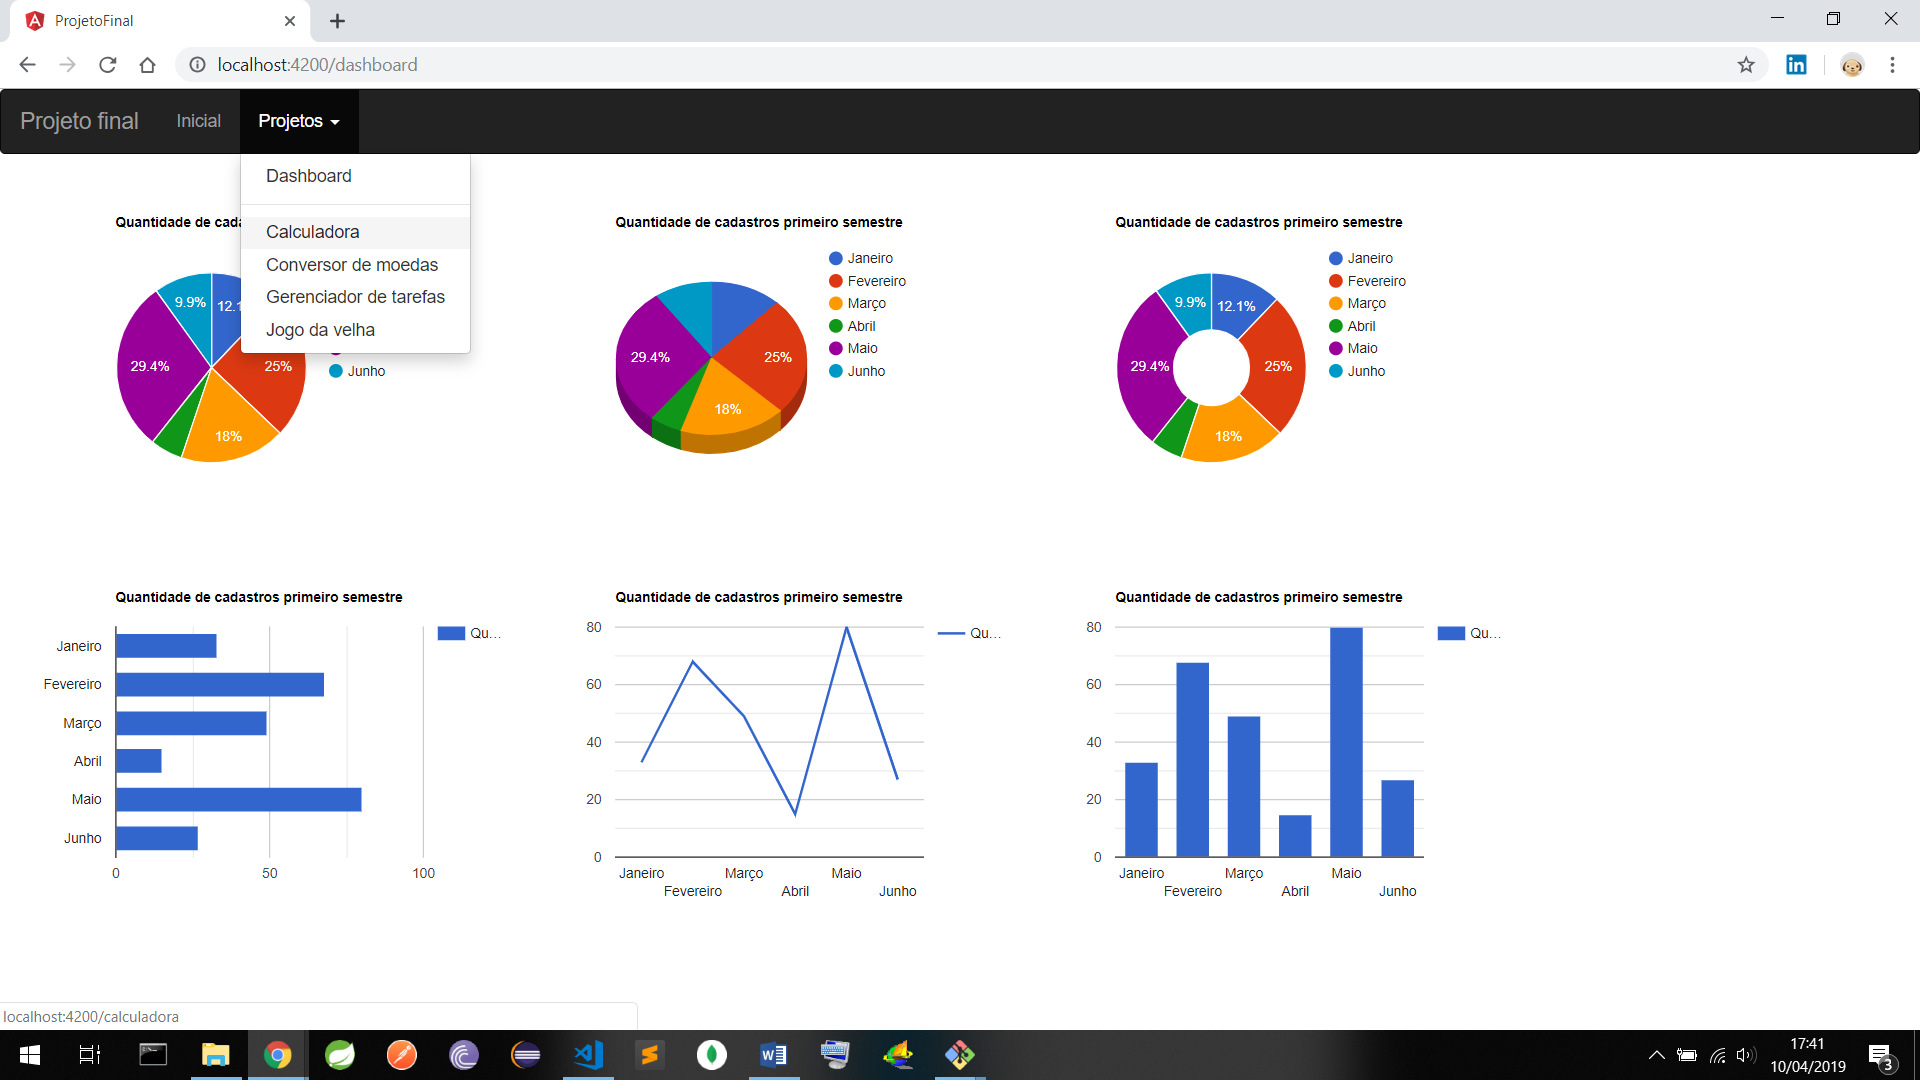 ProjetoFinal
localhost:4200/dashboard
Projeto final
Inicial
Projetos
Dashboard
Calculadora
Conversor de moedas
Gerenciador de tarefas
Jogo da velha
Quantidade de cad
9.9%
12.1
29.4%
25%
18%
Junho
Quantidade de cadastros primeiro semestre
29.4%
25%
18%
Janeiro
Fevereiro
Março
Abril
Maio
Junho
Quantidade de cadastros primeiro semestre
9.9%
12.1%
29.4%
25%
18%
Janeiro
Fevereiro
Março
Abril
Maio
Junho
Quantidade de cadastros primeiro semestre
Qu...
Janeiro
Fevereiro
Março
Abril
Maio
Junho
0 50 100
Quantidade de cadastros primeiro semestre
Qu...
80
60
40
20
0
Janeiro Março Maio
Fevereiro Abril Junho
Quantidade de cadastros primeiro semestre
Qu...
80
60
40
20
0
Janeiro Março Maio
Fevereiro Abril Junho
localhost:4200/calculadora
17:41
10/04/2019
3